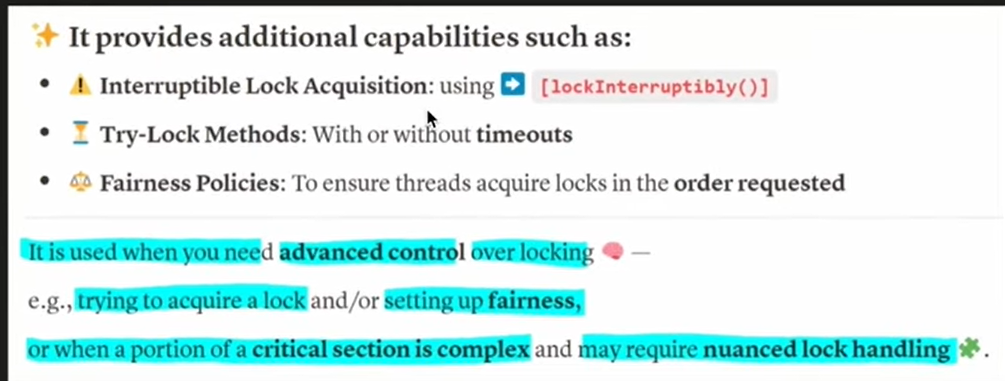 ✨ It provides additional capabilities such as:
• ⚠️ Interruptible Lock Acquisition: using ➡️ [lockInterruptibly()]
• ⏳ Try-Lock Methods: With or without timeouts
• ⚖️ Fairness Policies: To ensure threads acquire locks in the order requested
It is used when you need advanced control over locking 🧠 —
e.g., trying to acquire a lock and/or setting up fairness,
or when a portion of a critical section is complex and may require nuanced lock handling 🧩.